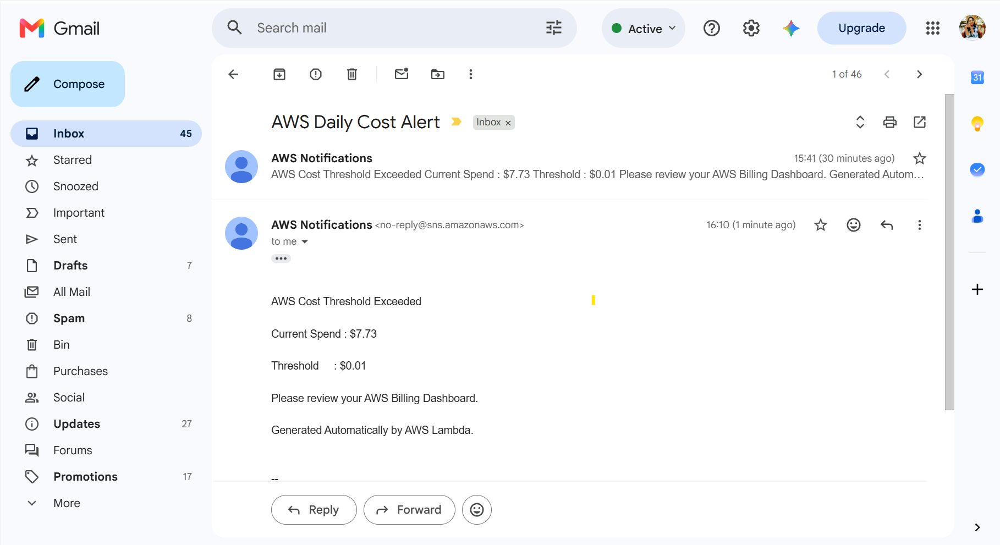 Gmail
Search mail
Active
Upgrade
Compose
Inbox 45
Starred
Snoozed
Important
Sent
Drafts 7
All Mail
Spam 8
Bin
Purchases
Social
Updates 27
Forums
Promotions 17
More
1 of 46
AWS Daily Cost Alert
Inbox ×
AWS Notifications
15:41 (30 minutes ago)
AWS Cost Threshold Exceeded Current Spend : $7.73 Threshold : $0.01 Please review your AWS Billing Dashboard. Generated Autom...
AWS Notifications <no-reply@sns.amazonaws.com>
16:10 (1 minute ago)
to me
AWS Cost Threshold Exceeded
Current Spend : $7.73
Threshold : $0.01
Please review your AWS Billing Dashboard.
Generated Automatically by AWS Lambda.
--
Reply
Forward
31